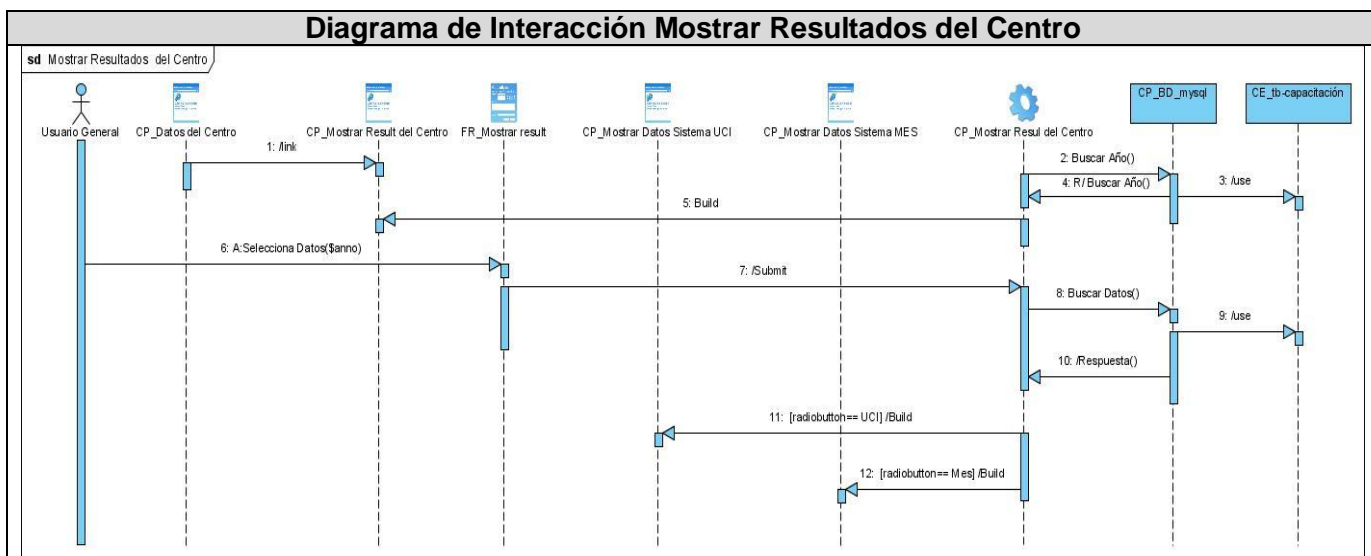 Diagrama de Interacción Mostrar Resultados del Centro
sd Mostrar Resultados del Centro
Usuario General
CP_Datos del Centro
CP_Mostrar Result del Centro
FR_Mostrar result
CP_Mostrar Datos Sistema UCI
CP_Mostrar Datos Sistema MES
CP_Mostrar Resul del Centro
CP_BD_mysql
CE_tb-capacitación
1: /link
2: Buscar Año()
4: R/ Buscar Año()
3: /use
5: Build
6: A:Selecciona Datos($anno)
7: /Submit
8: Buscar Datos()
9: /use
10: /Respuesta()
11: [radiobutton== UCI] /Build
12: [radiobutton== Mes] /Build